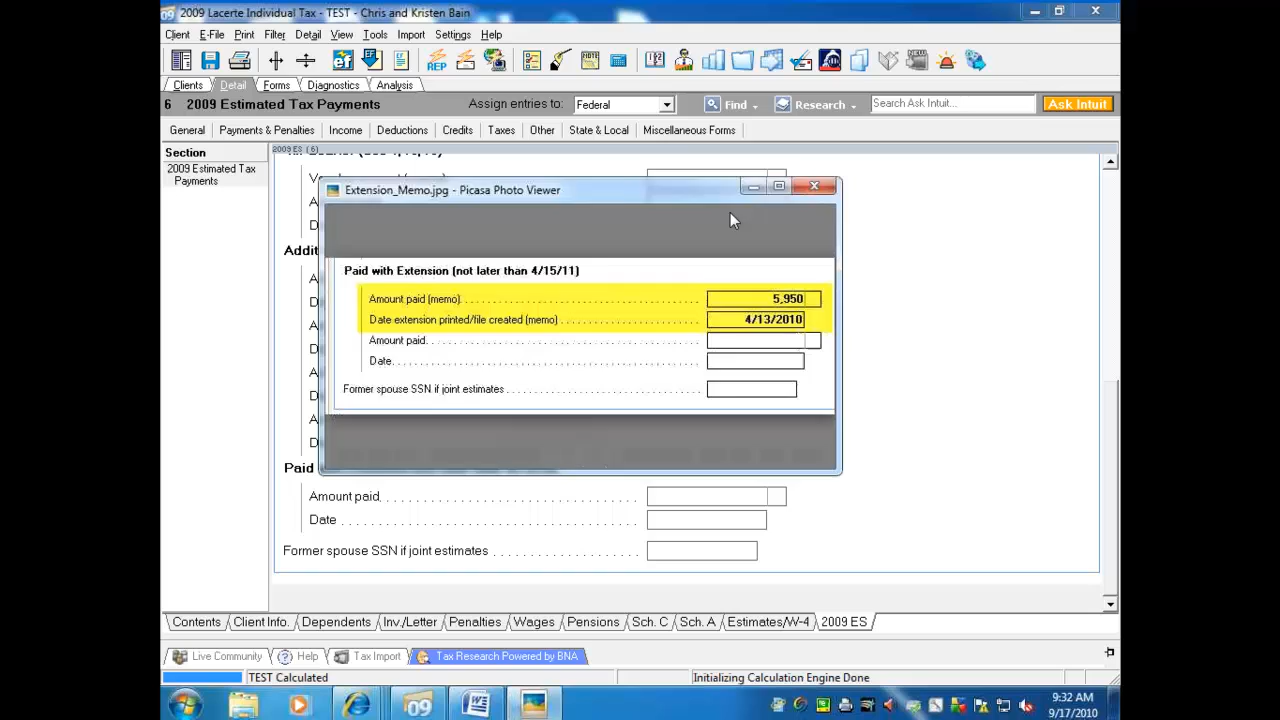 2009 Lacerte Individual Tax - TEST - Chris and Kristen Bain
Client E-File Print Filter Detail View Tools Import Settings Help
REP
Clients Detail Forms Diagnostics Analysis
6 2009 Estimated Tax Payments Assign entries to: Federal Find Research Search Ask Intuit... Ask Intuit
General Payments & Penalties Income Deductions Credits Taxes Other State & Local Miscellaneous Forms
Section
2009 ES (6)
2009 Estimated Tax
Payments
Extension_Memo.jpg - Picasa Photo Viewer
Paid with Extension (not later than 4/15/11)
Amount paid (memo) 5,950
Date extension printed/file created (memo) 4/13/2010
Amount paid
Date
Former spouse SSN if joint estimates
Addit
Paid
Amount paid
Date
Former spouse SSN if joint estimates
Contents Client Info. Dependents Inv./Letter Penalties Wages Pensions Sch. C Sch. A Estimates/W-4 2009 ES
Live Community Help Tax Import Tax Research Powered by BNA
TEST Calculated Initializing Calculation Engine Done
09
9:32 AM
9/17/2010